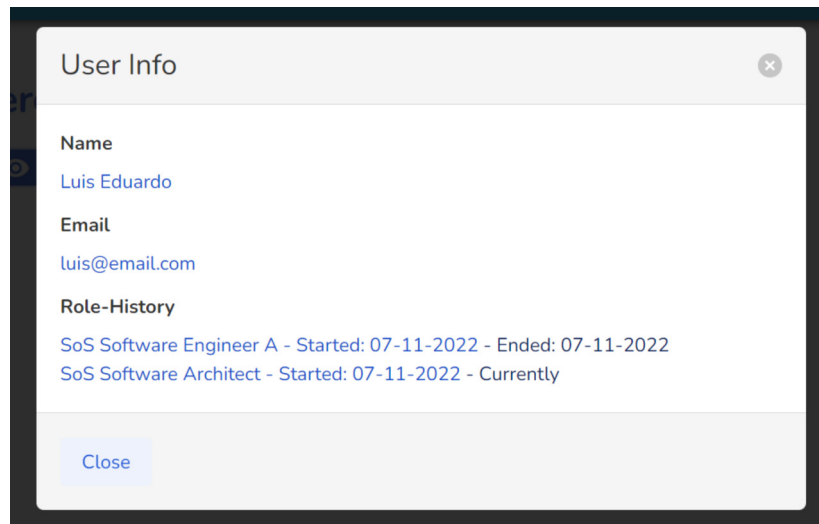 User Info
Name
Luis Eduardo
Email
luis@email.com
Role-History
SoS Software Engineer A - Started: 07-11-2022 - Ended: 07-11-2022
SoS Software Architect - Started: 07-11-2022 - Currently
Close